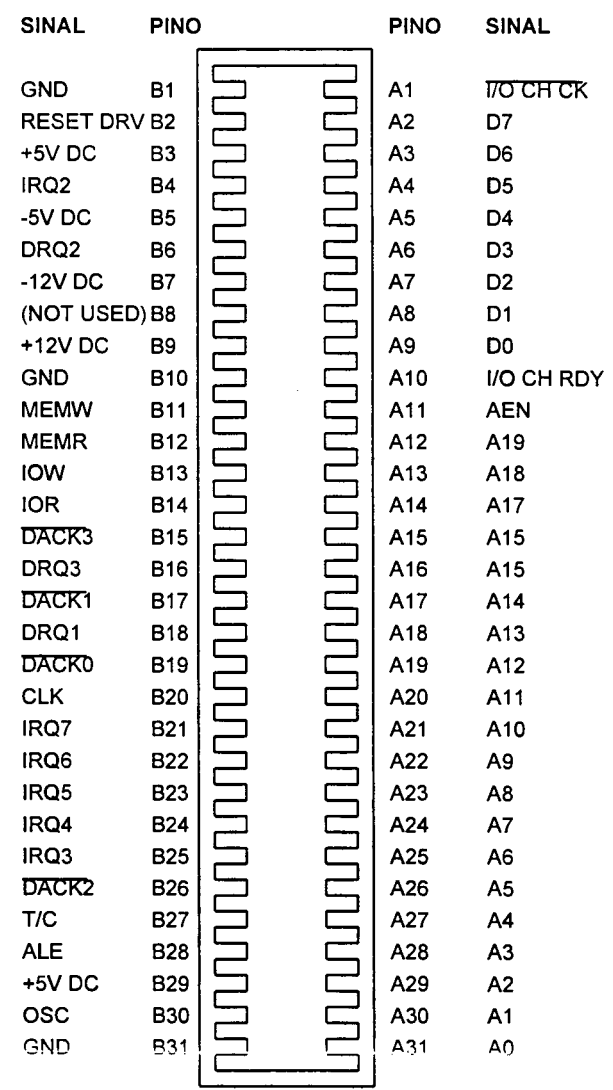 SINAL PINO PINO SINAL
GND B1 A1 I/O CH CK
RESET DRV B2 A2 D7
+5V DC B3 A3 D6
IRQ2 B4 A4 D5
-5V DC B5 A5 D4
DRQ2 B6 A6 D3
-12V DC B7 A7 D2
(NOT USED) B8 A8 D1
+12V DC B9 A9 D0
GND B10 A10 I/O CH RDY
MEMW B11 A11 AEN
MEMR B12 A12 A19
IOW B13 A13 A18
IOR B14 A14 A17
DACK3 B15 A15 A15
DRQ3 B16 A16 A15
DACK1 B17 A17 A14
DRQ1 B18 A18 A13
DACK0 B19 A19 A12
CLK B20 A20 A11
IRQ7 B21 A21 A10
IRQ6 B22 A22 A9
IRQ5 B23 A23 A8
IRQ4 B24 A24 A7
IRQ3 B25 A25 A6
DACK2 B26 A26 A5
T/C B27 A27 A4
ALE B28 A28 A3
+5V DC B29 A29 A2
OSC B30 A30 A1
GND B31 A31 A0